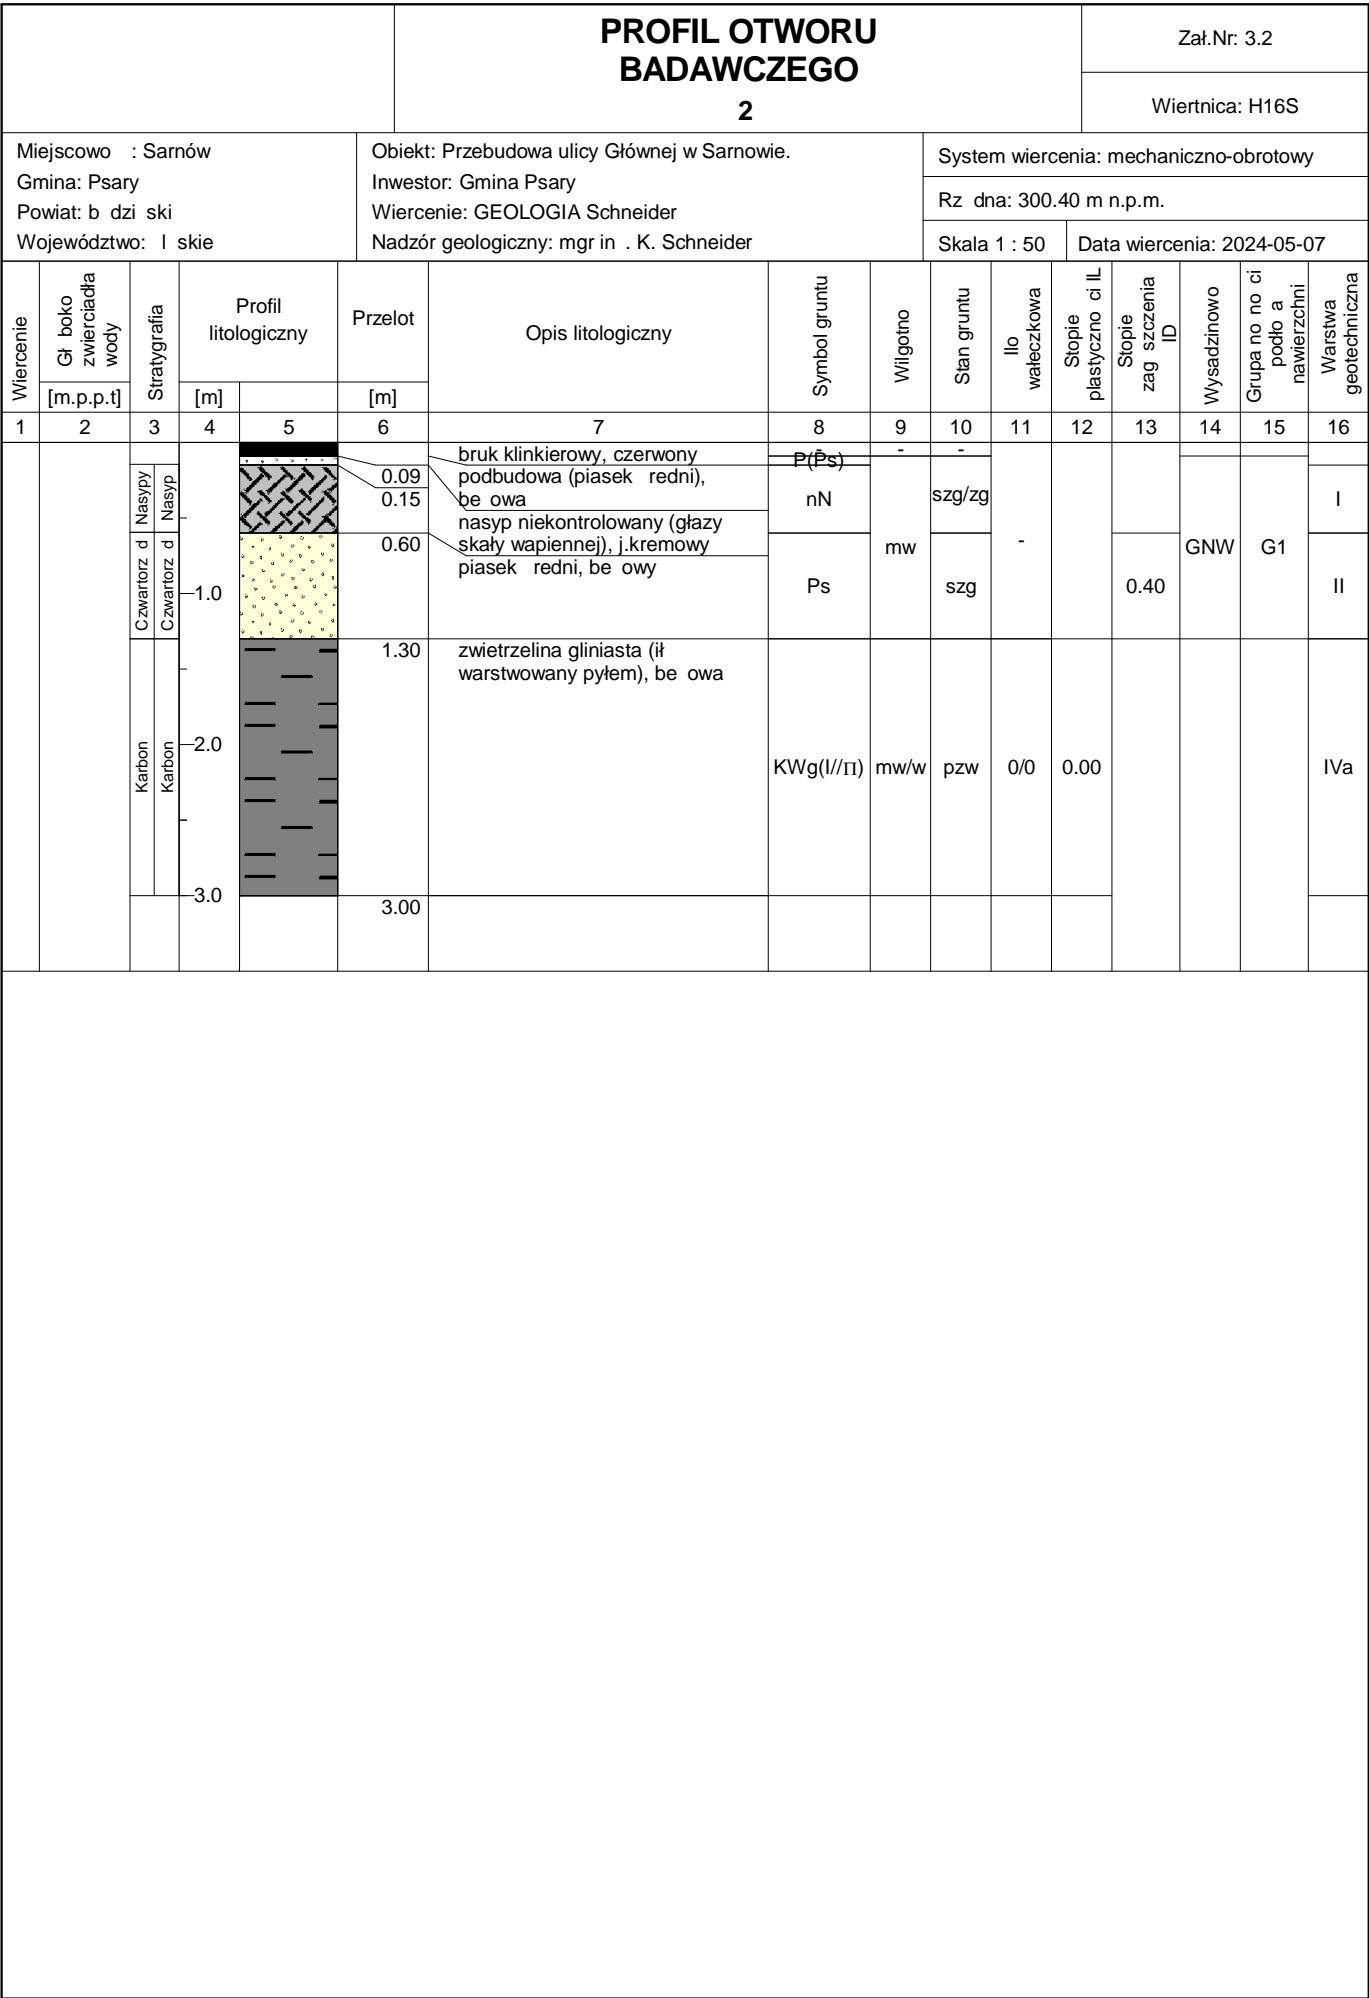 PROFIL OTWORU
BADAWCZEGO
2
Zał.Nr: 3.2
Wiertnica: H16S
Miejscowo : Sarnów
Gmina: Psary
Powiat: b dzi ski
Województwo: l skie
Obiekt: Przebudowa ulicy Głównej w Sarnowie.
Inwestor: Gmina Psary
Wiercenie: GEOLOGIA Schneider
Nadzór geologiczny: mgr in . K. Schneider
System wiercenia: mechaniczno-obrotowy
Rz dna: 300.40 m n.p.m.
Skala 1 : 50
Data wiercenia: 2024-05-07
Wiercenie
Gł boko
zwierciadła
wody
[m.p.p.t]
Stratygrafia
Profil
litologiczny
[m]
Przelot
[m]
Opis litologiczny
Symbol gruntu
Wilgotno
Stan gruntu
Ilo
wałeczkowa
Stopie
plastyczno ci IL
Stopie
zag szczenia
ID
Wysadzinowo
Grupa no no ci
podło a
nawierzchni
Warstwa
geotechniczna
1 2 3 4 5 6 7 8 9 10 11 12 13 14 15 16
Nasypy
Nasyp
Czwartorz d
Czwartorz d
Karbon
Karbon
1.0
2.0
3.0
0.09
0.15
0.60
1.30
3.00
bruk klinkierowy, czerwony
podbudowa (piasek redni),
be owa
nasyp niekontrolowany (głazy
skały wapiennej), j.kremowy
piasek redni, be owy
zwietrzelina gliniasta (ił
warstwowany pyłem), be owa
- - -
P(Ps)
nN
szg/zg
I
mw
-
GNW
G1
Ps
szg
0.40
II
KWg(I//Π)
mw/w
pzw
0/0
0.00
IVa